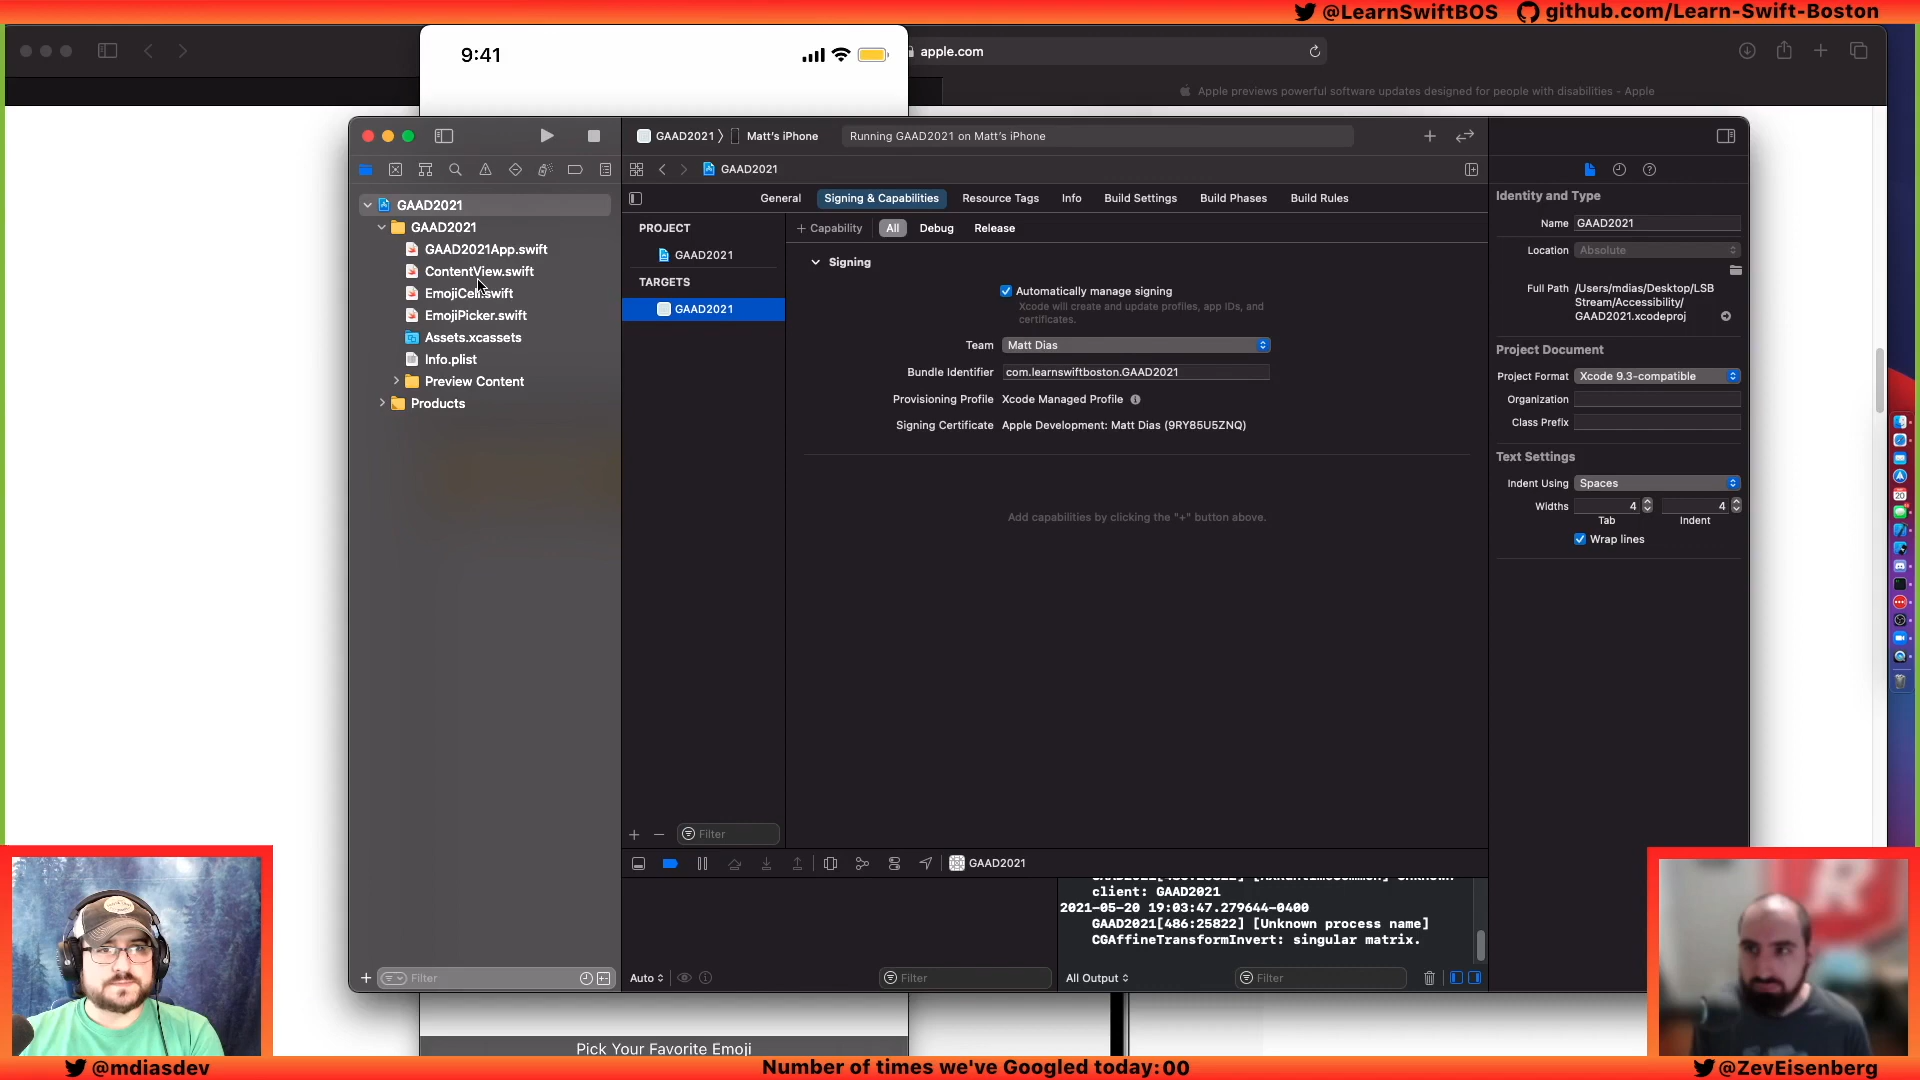 @LearnSwiftBOS github.com/Learn-Swift-Boston
9:41
apple.com
Apple previews powerful software updates designed for people with disabilities - Apple
GAAD2021 〉 Matt's iPhone
Running GAAD2021 on Matt's iPhone
GAAD2021
General Signing & Capabilities Resource Tags Info Build Settings Build Phases Build Rules
GAAD2021
GAAD2021
GAAD2021App.swift
ContentView.swift
EmojiCell.swift
EmojiPicker.swift
Assets.xcassets
Info.plist
Preview Content
Products
PROJECT
GAAD2021
TARGETS
GAAD2021
+ Capability All Debug Release
Signing
Automatically manage signing
Xcode will create and update profiles, app IDs, and
certificates.
Team Matt Dias
Bundle Identifier com.learnswiftboston.GAAD2021
Provisioning Profile Xcode Managed Profile
Signing Certificate Apple Development: Matt Dias (9RY85U5ZNQ)
Add capabilities by clicking the "+" button above.
Identity and Type
Name GAAD2021
Location Absolute
Full Path /Users/mdias/Desktop/LSB
Stream/Accessibility/
GAAD2021.xcodeproj
Project Document
Project Format Xcode 9.3-compatible
Organization
Class Prefix
Text Settings
Indent Using Spaces
Widths 4 4
Tab Indent
Wrap lines
Filter
GAAD2021
client: GAAD2021
2021-05-20 19:03:47.279644-0400
GAAD2021[486:25822] [Unknown process name]
CGAffineTransformInvert: singular matrix.
Filter
Auto
Filter
All Output
Filter
Pick Your Favorite Emoji
@mdiasdev
Number of times we've Googled today: 00
@ZevEisenberg